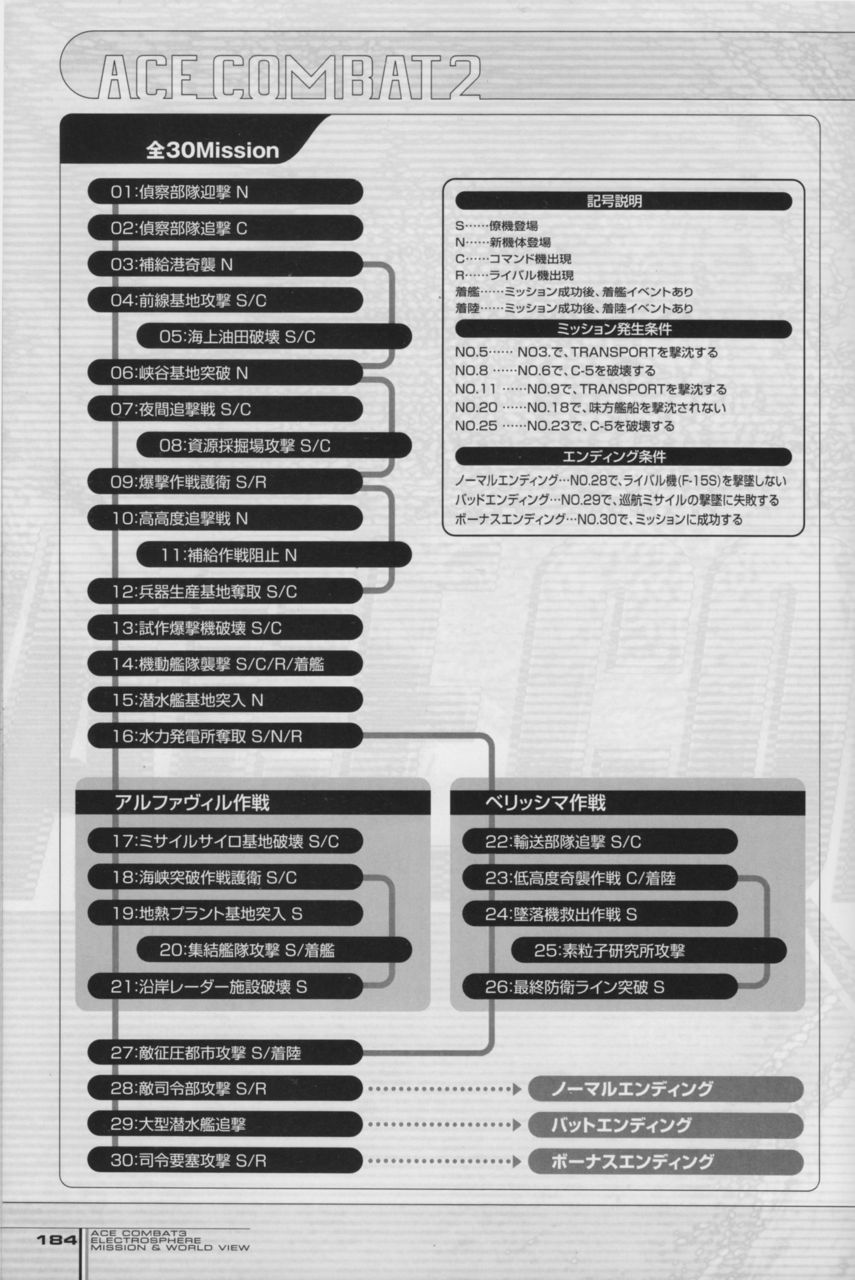 ACE COMBAT 2
全30Mission
01:偵察部隊迎撃 N
02:偵察部隊追撃 C
03:補給港奇襲 N
04:前線基地攻撃 S/C
05:海上油田破壊 S/C
06:峡谷基地突破 N
07:夜間追撃戦 S/C
08:資源採掘場攻撃 S/C
09:爆撃作戦護衛 S/R
10:高高度追撃戦 N
11:補給作戦阻止 N
12:兵器生産基地奪取 S/C
13:試作爆撃機破壊 S/C
14:機動艦隊襲撃 S/C/R/着艦
15:潜水艦基地突入 N
16:水力発電所奪取 S/N/R
記号説明
S……僚機登場
N……新機体登場
C……コマンド機出現
R……ライバル機出現
着艦……ミッション成功後、着艦イベントあり
着陸……ミッション成功後、着陸イベントあり
ミッション発生条件
NO.5…… NO3.で、TRANSPORTを撃沈する
NO.8 ……NO.6で、C-5を破壊する
NO.11 ……NO.9で、TRANSPORTを撃沈する
NO.20 ……NO.18で、味方艦船を撃沈されない
NO.25 ……NO.23で、C-5を破壊する
エンディング条件
ノーマルエンディング…NO.28で、ライバル機(F-15S)を撃墜しない
バッドエンディング…NO.29で、巡航ミサイルの撃墜に失敗する
ボーナスエンディング…NO.30で、ミッションに成功する
アルファヴィル作戦
17:ミサイルサイロ基地破壊 S/C
18:海峡突破作戦護衛 S/C
19:地熱プラント基地突入 S
20:集結艦隊攻撃 S/着艦
21:沿岸レーダー施設破壊 S
ベリッシマ作戦
22:輸送部隊追撃 S/C
23:低高度奇襲作戦 C/着陸
24:墜落機救出作戦 S
25:素粒子研究所攻撃
26:最終防衛ライン突破 S
27:敵征圧都市攻撃 S/着陸
28:敵司令部攻撃 S/R
ノーマルエンディング
29:大型潜水艦追撃
バットエンディング
30:司令要塞攻撃 S/R
ボーナスエンディング
184
ACE COMBAT3
ELECTROSPHERE
MISSION & WORLD VIEW